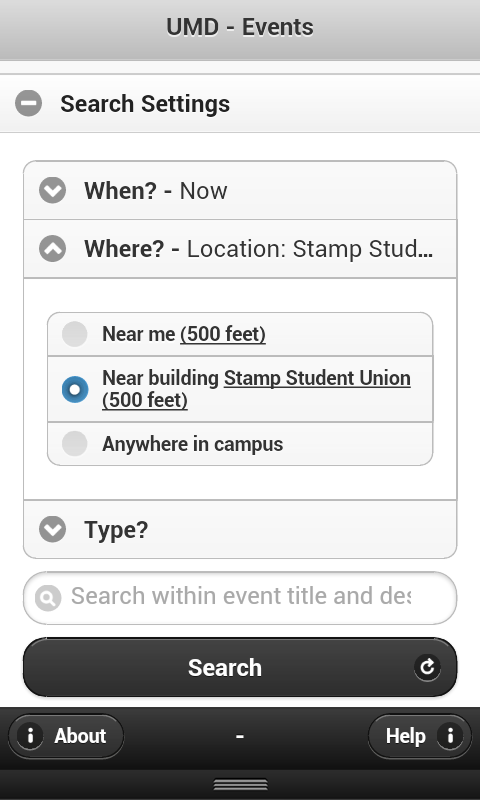 UMD - Events
Search Settings
When? - Now
Where? - Location: Stamp Stud...
Near me (500 feet)
Near building Stamp Student Union
(500 feet)
Anywhere in campus
Type?
Search within event title and des
Search
About
-
Help